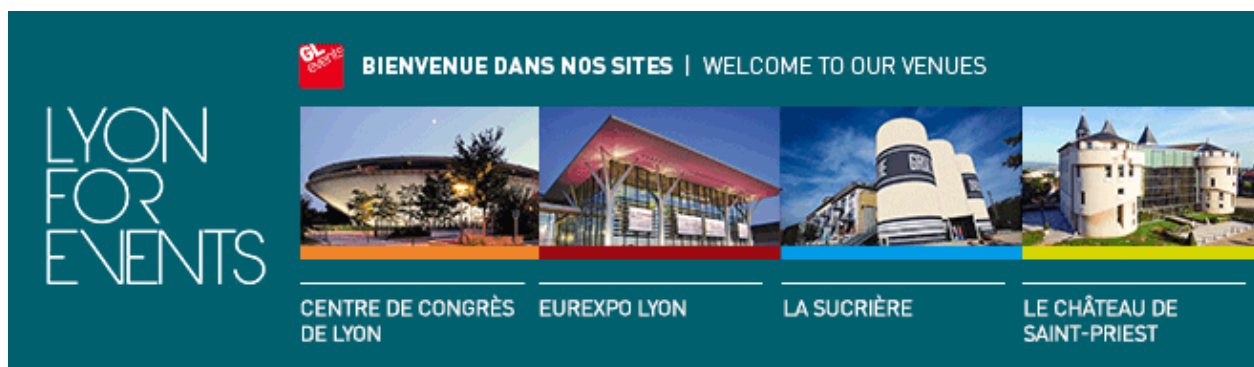 GL events
BIENVENUE DANS NOS SITES | WELCOME TO OUR VENUES
LYON
FOR
EVENTS
CENTRE DE CONGRÈS
DE LYON
EUREXPO LYON
LA SUCRIÈRE
LE CHÂTEAU DE
SAINT-PRIEST